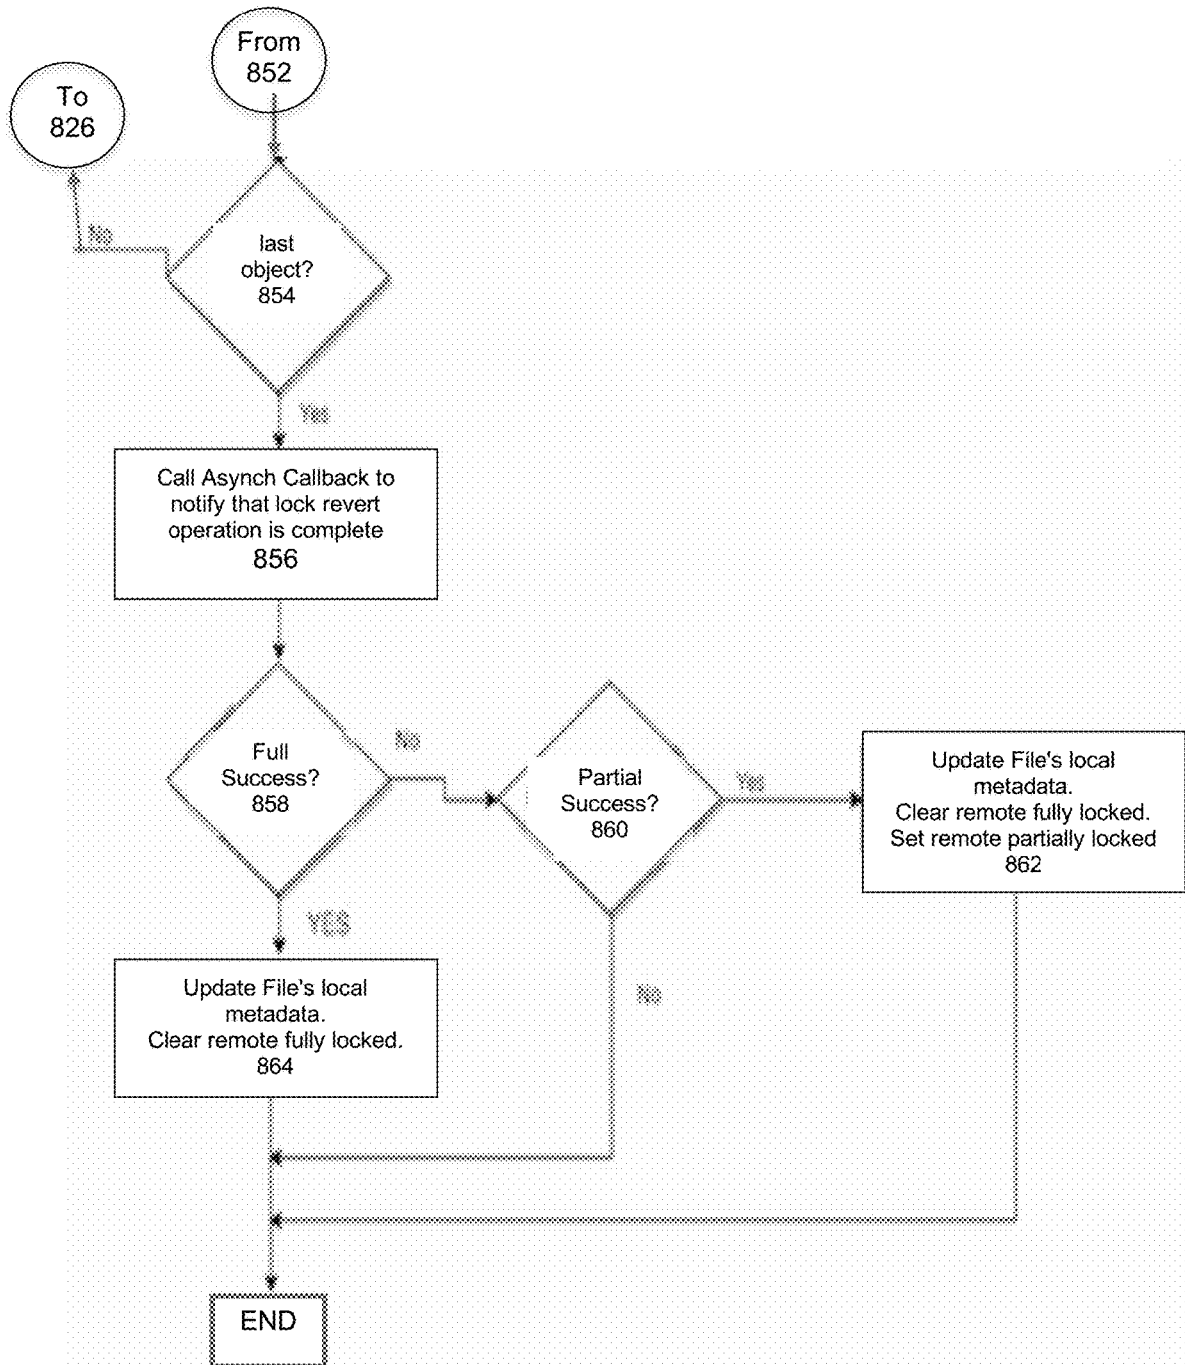 From
852
To
826
No
last
object?
854
Yes
Call Asynch Callback to
notify that lock revert
operation is complete
856
Full
Success?
858
No
Partial
Success?
860
Yes
Update File's local
metadata.
Clear remote fully locked.
Set remote partially locked
862
YES
No
Update File's local
metadata.
Clear remote fully locked.
864
END